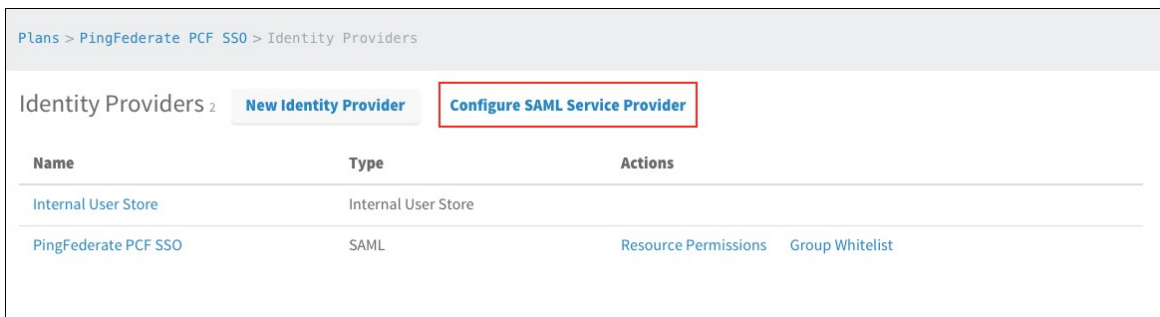 Plans > PingFederate PCF SSO > Identity Providers
Identity Providers 2 New Identity Provider Configure SAML Service Provider
Name Type Actions
Internal User Store Internal User Store
PingFederate PCF SSO SAML Resource Permissions Group Whitelist